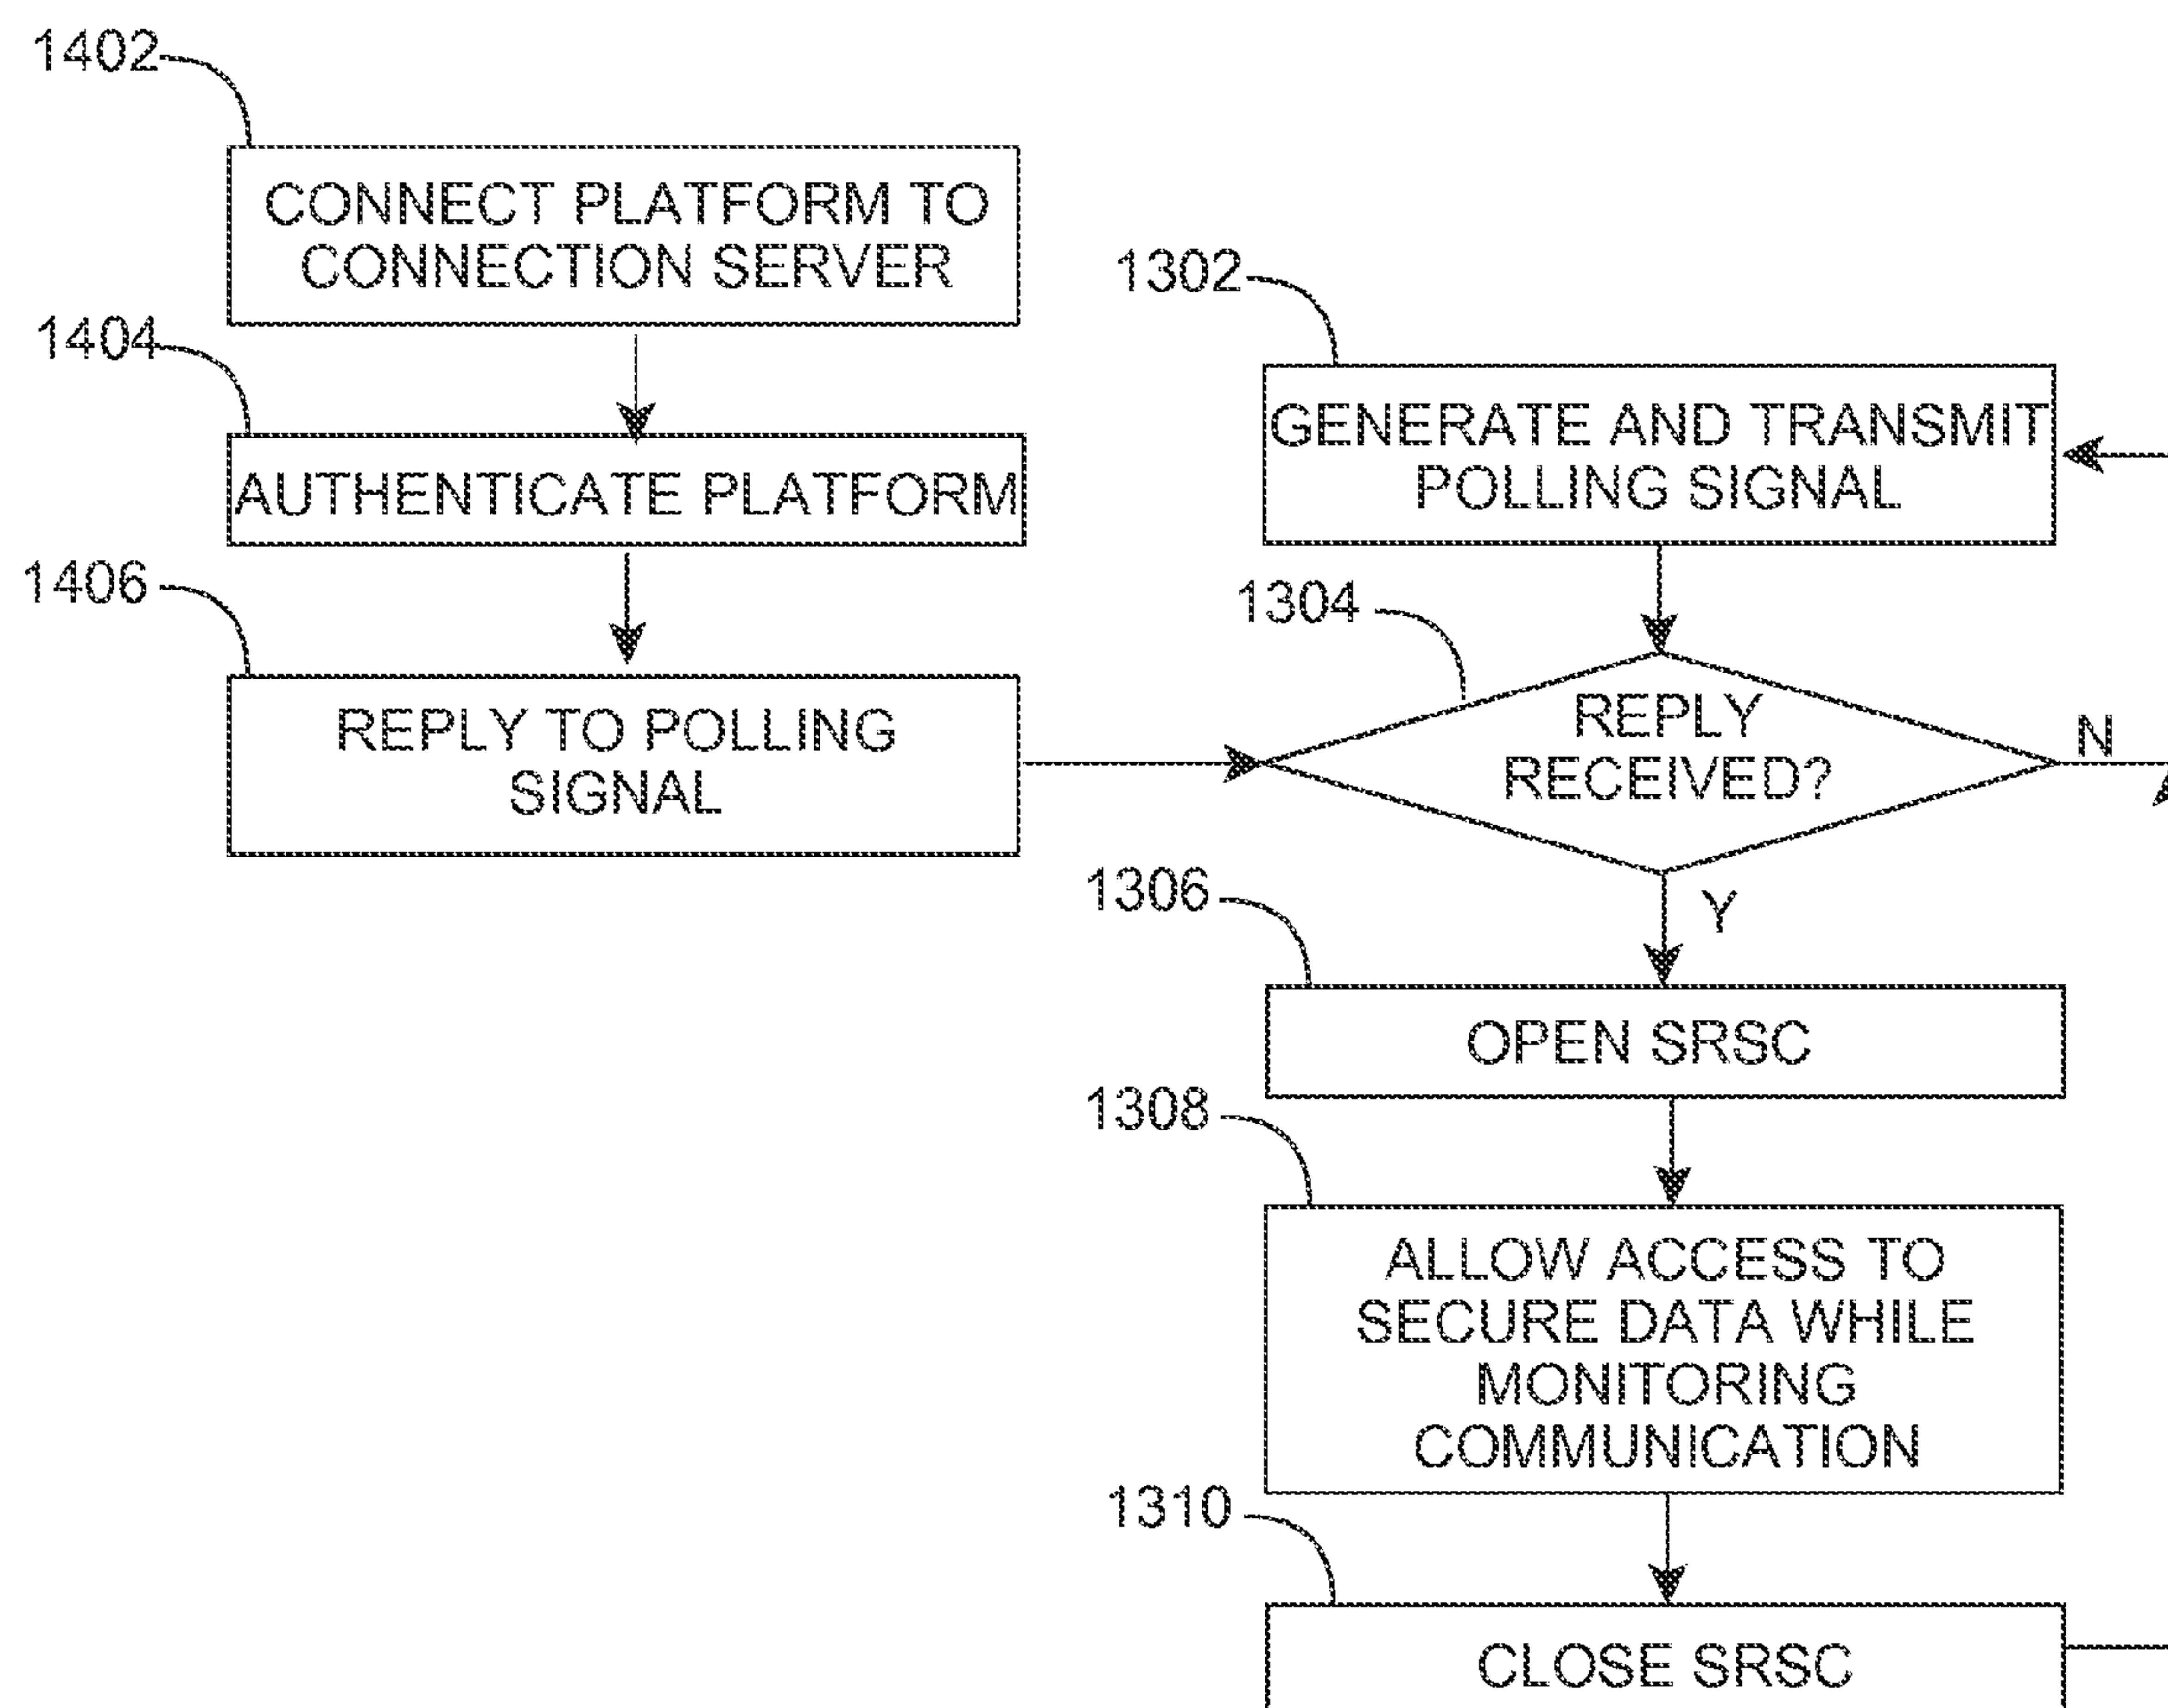 1402
CONNECT PLATFORM TO
CONNECTION SERVER
1404
AUTHENTICATE PLATFORM
1406
REPLY TO POLLING
SIGNAL
1302
GENERATE AND TRANSMIT
POLLING SIGNAL
1304
REPLY
RECEIVED?
N
Y
1306
OPEN SRSC
1308
ALLOW ACCESS TO
SECURE DATA WHILE
MONITORING
COMMUNICATION
1310
CLOSE SRSC